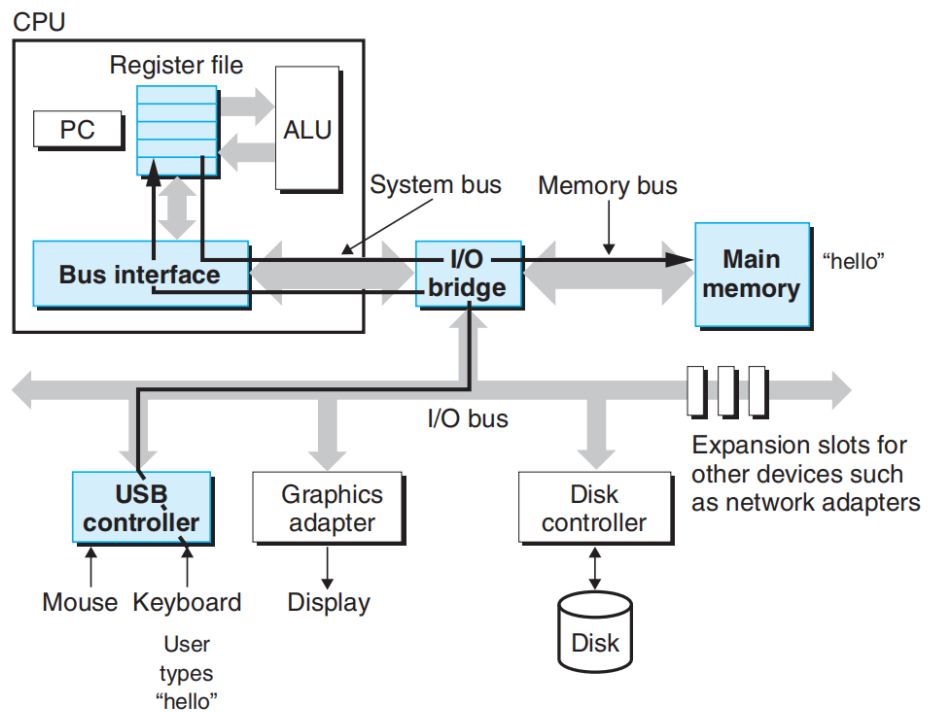 CPU
Register file
PC
ALU
System bus
Memory bus
Bus interface
I/O
bridge
Main
memory
“hello”
I/O bus
Expansion slots for
other devices such
as network adapters
USB
controller
Graphics
adapter
Disk
controller
Mouse
Keyboard
Display
Disk
User
types
“hello”